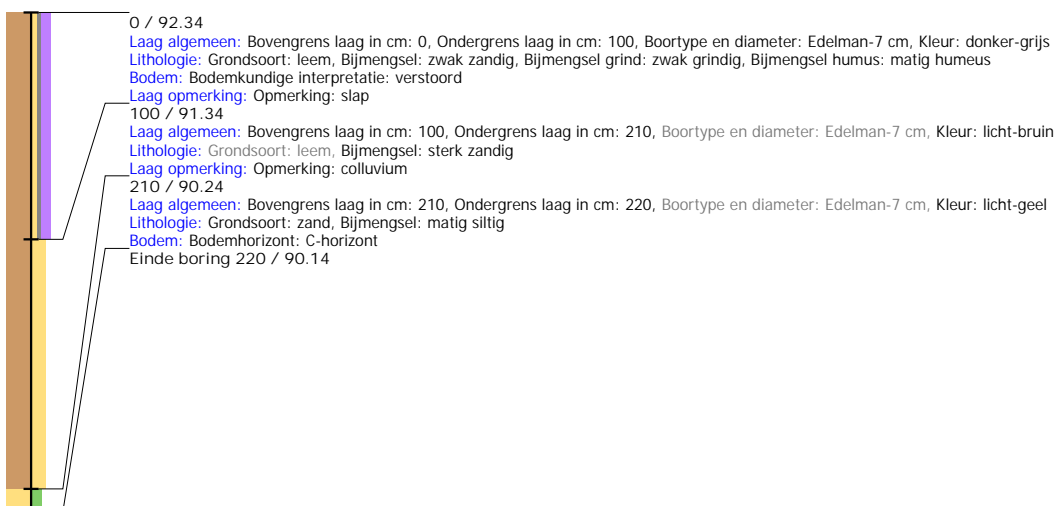 0 / 92.34
Laag algemeen: Bovengrens laag in cm: 0, Ondergrens laag in cm: 100, Boortype en diameter: Edelman-7 cm, Kleur: donker-grijs
Lithologie: Grondsoort: leem, Bijmengsel: zwak zandig, Bijmengsel grind: zwak grindig, Bijmengsel humus: matig humeus
Bodem: Bodemkundige interpretatie: verstoord
Laag opmerking: Opmerking: slap
100 / 91.34
Laag algemeen: Bovengrens laag in cm: 100, Ondergrens laag in cm: 210, Boortype en diameter: Edelman-7 cm, Kleur: licht-bruin
Lithologie: Grondsoort: leem, Bijmengsel: sterk zandig
Laag opmerking: Opmerking: colluvium
210 / 90.24
Laag algemeen: Bovengrens laag in cm: 210, Ondergrens laag in cm: 220, Boortype en diameter: Edelman-7 cm, Kleur: licht-geel
Lithologie: Grondsoort: zand, Bijmengsel: matig siltig
Bodem: Bodemhorizont: C-horizont
Einde boring 220 / 90.14